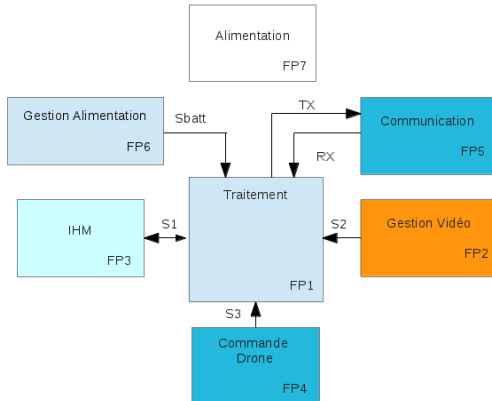 Alimentation
FP7
Gestion Alimentation
FP6
Sbatt
TX
RX
Communication
FP5
Traitement
FP1
IHM
FP3
S1
S2
Gestion Vidéo
FP2
S3
Commande
Drone
FP4